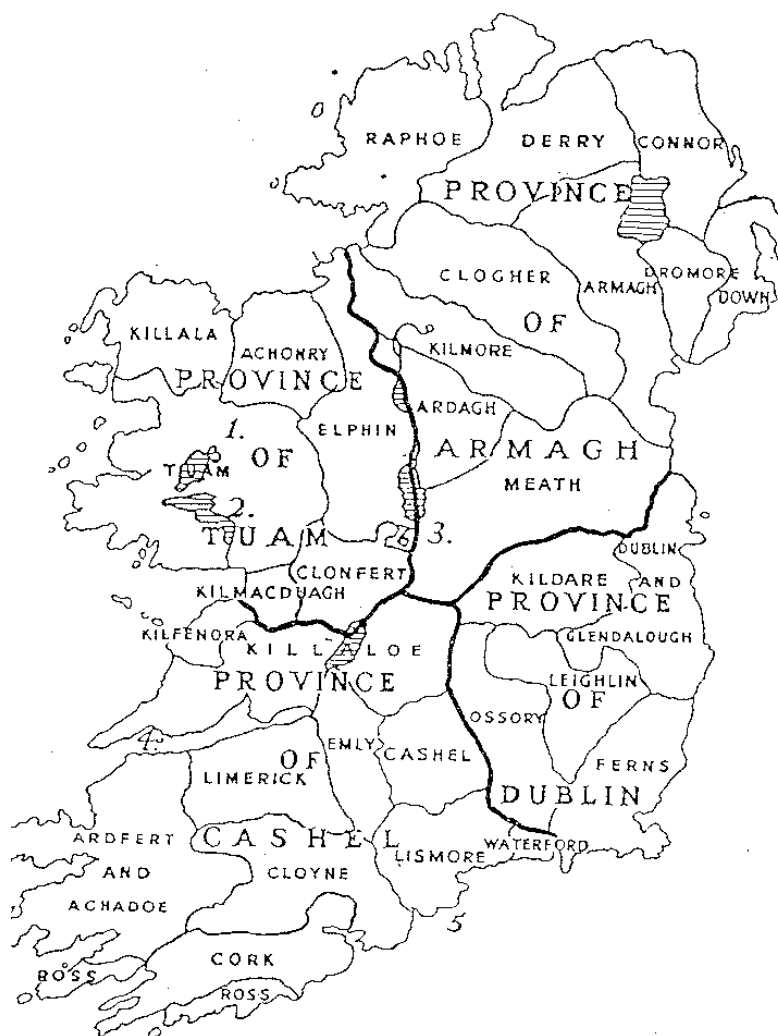 RAPHOE
DERRY
CONNOR
PROVINCE
CLOGHER
ARMAGH
DROMORE
DOWN
OF
KILLALA
ACHONRY
KILMORE
PROVINCE
ARDAGH
1.
OF
ELPHIN
ARMAGH
TUAM
MEATH
2.
TUAM
26
3.
DUBLIN
CLONFERT
KILDARE
AND
KILMACDUAGH
PROVINCE
KILFENORA
KILLALOE
GLENDALOUGH
PROVINCE
LEIGHLIN
OF
OSSORY
4.
EMLY
CASHEL
OF
LIMERICK
FERNS
DUBLIN
ARDFERT
CASHEL
WATERFORD
LISMORE
AND
CLOYNE
ACHADOE
5
CORK
ROSS
ROSS